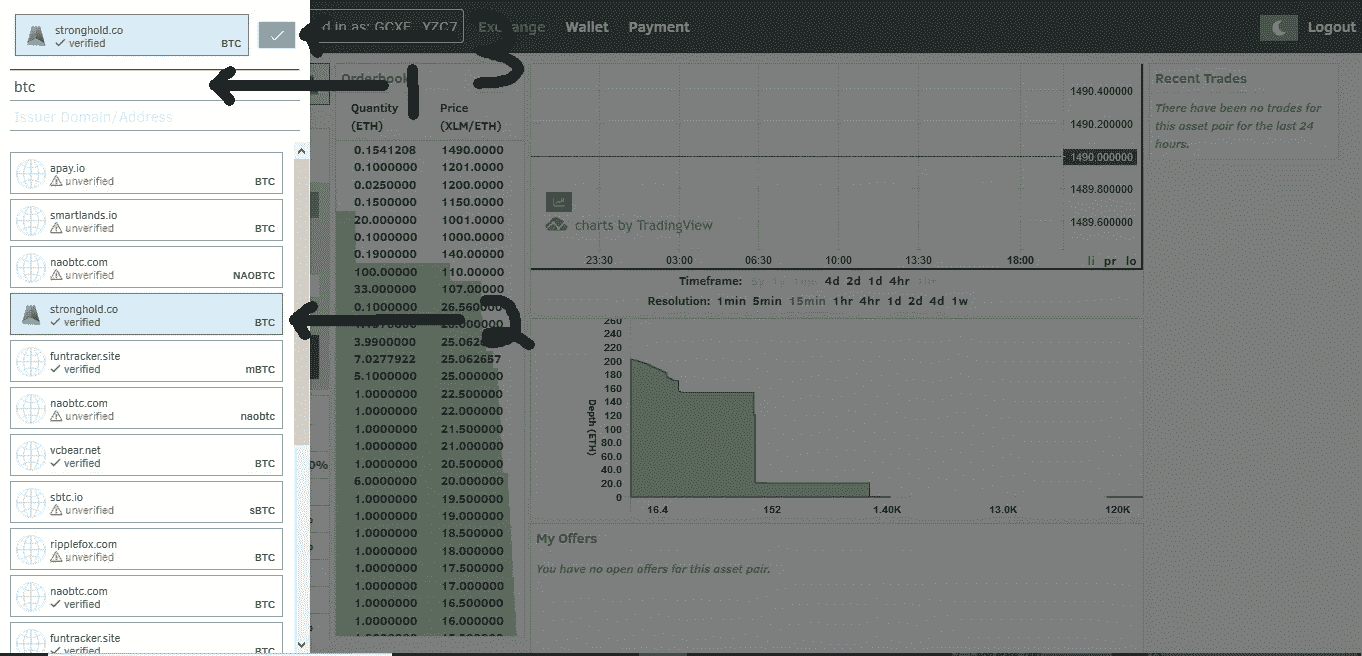 stronghold.co
verified
BTC
d in as: GCXF...YZC7
Exchange
Wallet
Payment
Logout
3
btc
1
Issuer Domain/Address
apay.io
unverified
BTC
smartlands.io
unverified
BTC
naobtc.com
unverified
NAOBTC
stronghold.co
verified
BTC
2
funtracker.site
verified
mBTC
naobtc.com
unverified
naobtc
vcbear.net
verified
BTC
sbtc.io
unverified
sBTC
ripplefox.com
unverified
BTC
naobtc.com
verified
BTC
funtracker.site
verified
BTC
0%
Orderbook
Quantity Price
(ETH) (XLM/ETH)
0.1541208 1490.0000
0.1000000 1201.0000
0.0250000 1200.0000
0.1500000 1150.0000
20.000000 1001.0000
0.1000000 1000.0000
0.1900000 140.00000
100.00000 110.00000
33.000000 107.00000
0.1000000 26.560000
3.9900000
7.0277922 25.062657
5.1000000 25.000000
1.0000000 22.500000
1.0000000 22.000000
1.0000000 21.500000
1.0000000 21.000000
1.0000000 20.500000
6.0000000 20.000000
1.0000000 19.500000
1.0000000 19.000000
1.0000000 18.500000
1.0000000 18.000000
1.0000000 17.500000
1.0000000 17.000000
1.0000000 16.500000
1.0000000 16.000000
1490.400000
1490.200000
1490.000000
1489.800000
1489.600000
charts by TradingView
23:30 03:00 06:30 10:00 13:30 18:00
li pr lo
Timeframe: 4d 2d 1d 4hr 1hr
Resolution: 1min 5min 15min 1hr 4hr 1d 2d 4d 1w
260
240
220
200
180
160
140
120
100
80.0
60.0
40.0
20.0
0
Depth (ETH)
16.4 152 1.40K 13.0K 120K
My Offers
You have no open offers for this asset pair.
Recent Trades
There have been no trades for
this asset pair for the last 24
hours.